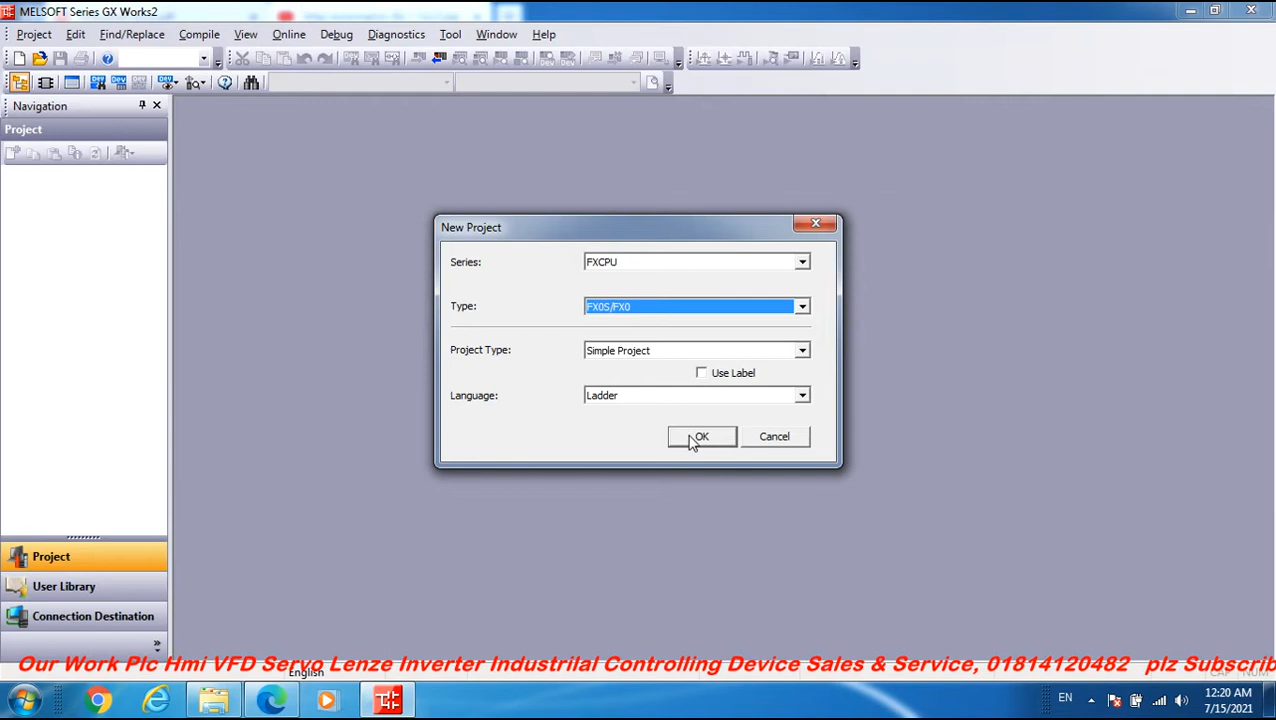 MELSOFT Series GX Works2
Project Edit Find/Replace Compile View Online Debug Diagnostics Tool Window Help
Navigation
Project
New Project
Series: FXCPU
Type: FX0S/FX0
Project Type: Simple Project
Use Label
Language: Ladder
OK Cancel
Project
User Library
Connection Destination
Our Work Plc Hmi VFD Servo Lenze Inverter Industrilal Controlling Device Sales & Service, 01814120482 plz Subscrib
English
CAP NUM
EN
12:20 AM
7/15/2021